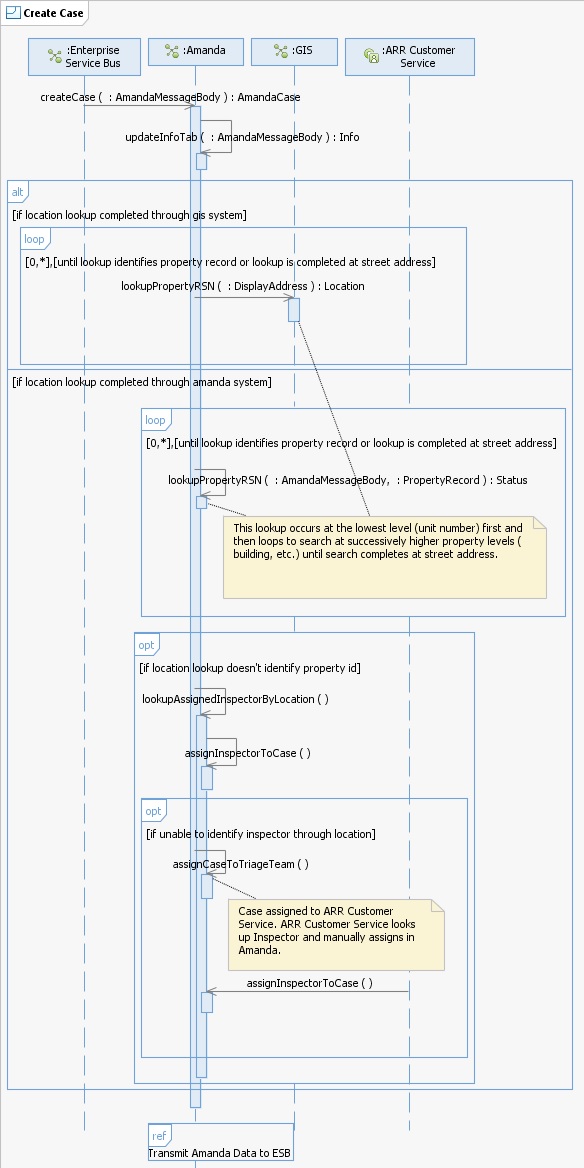 Create Case
:Enterprise
Service Bus
:Amanda
:GIS
:ARR Customer
Service
createCase ( : AmandaMessageBody ) : AmandaCase
updateInfoTab ( : AmandaMessageBody ) : Info
alt
[if location lookup completed through gis system]
loop
[0,*],[until lookup identifies property record or lookup is completed at street address]
lookupPropertyRSN ( : DisplayAddress ) : Location
[if location lookup completed through amanda system]
loop
[0,*],[until lookup identifies property record or lookup is completed at street address]
lookupPropertyRSN ( : AmandaMessageBody, : PropertyRecord ) : Status
This lookup occurs at the lowest level (unit number) first and
then loops to search at successively higher property levels (
building, etc.) until search completes at street address.
opt
[if location lookup doesn't identify property id]
lookupAssignedInspectorByLocation ( )
assignInspectorToCase ( )
opt
[if unable to identify inspector through location]
assignCaseToTriageTeam ( )
Case assigned to ARR Customer
Service. ARR Customer Service looks
up Inspector and manually assigns in
Amanda.
assignInspectorToCase ( )
ref
Transmit Amanda Data to ESB